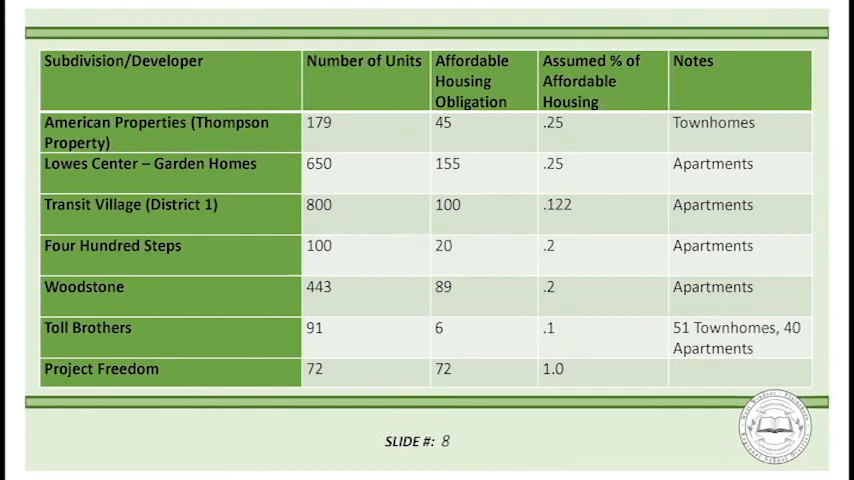 Subdivision/Developer Number of Units Affordable Housing Obligation Assumed % of Affordable Housing Notes
American Properties (Thompson Property) 179 45 .25 Townhomes
Lowes Center – Garden Homes 650 155 .25 Apartments
Transit Village (District 1) 800 100 .122 Apartments
Four Hundred Steps 100 20 .2 Apartments
Woodstone 443 89 .2 Apartments
Toll Brothers 91 6 .1 51 Townhomes, 40 Apartments
Project Freedom 72 72 1.0
SLIDE #: 8